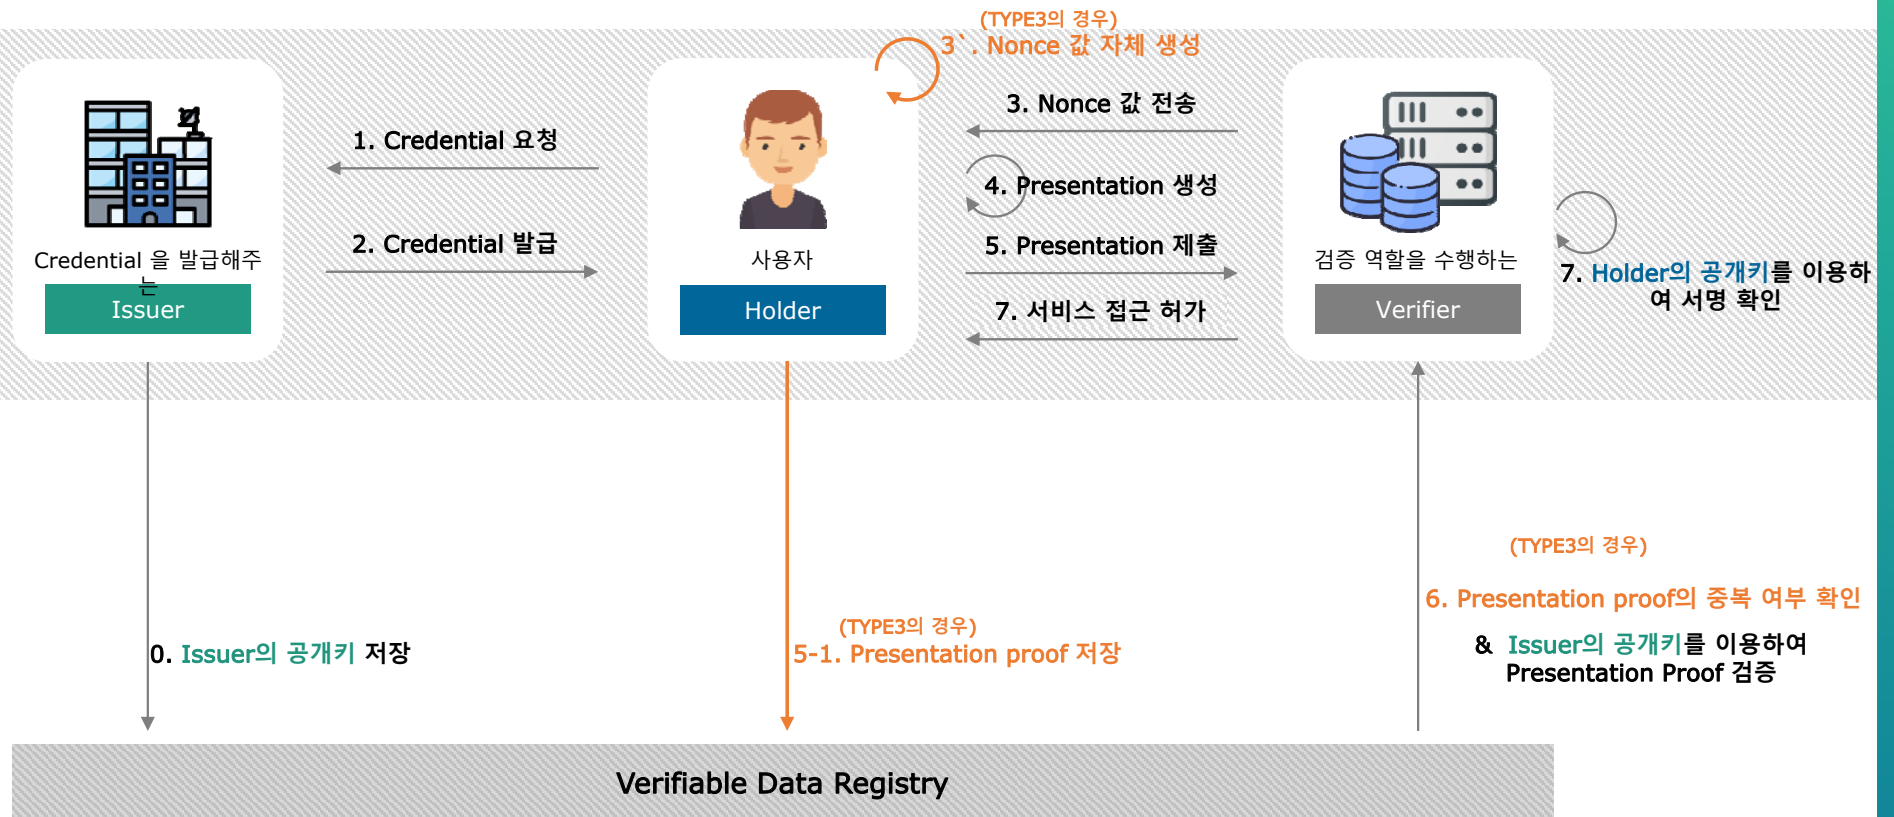 (TYPE3의 경우)
3`. Nonce 값 자체 생성
3. Nonce 값 전송
1. Credential 요청
4. Presentation 생성
2. Credential 발급
5. Presentation 제출
Credential 을 발급해주
는
사용자
검증 역할을 수행하는
7. Holder의 공개키를 이용하
여 서명 확인
Issuer
Holder
7. 서비스 접근 허가
Verifier
(TYPE3의 경우)
6. Presentation proof의 중복 여부 확인
& Issuer의 공개키를 이용하여
Presentation Proof 검증
(TYPE3의 경우)
0. Issuer의 공개키 저장
5-1. Presentation proof 저장
Verifiable Data Registry